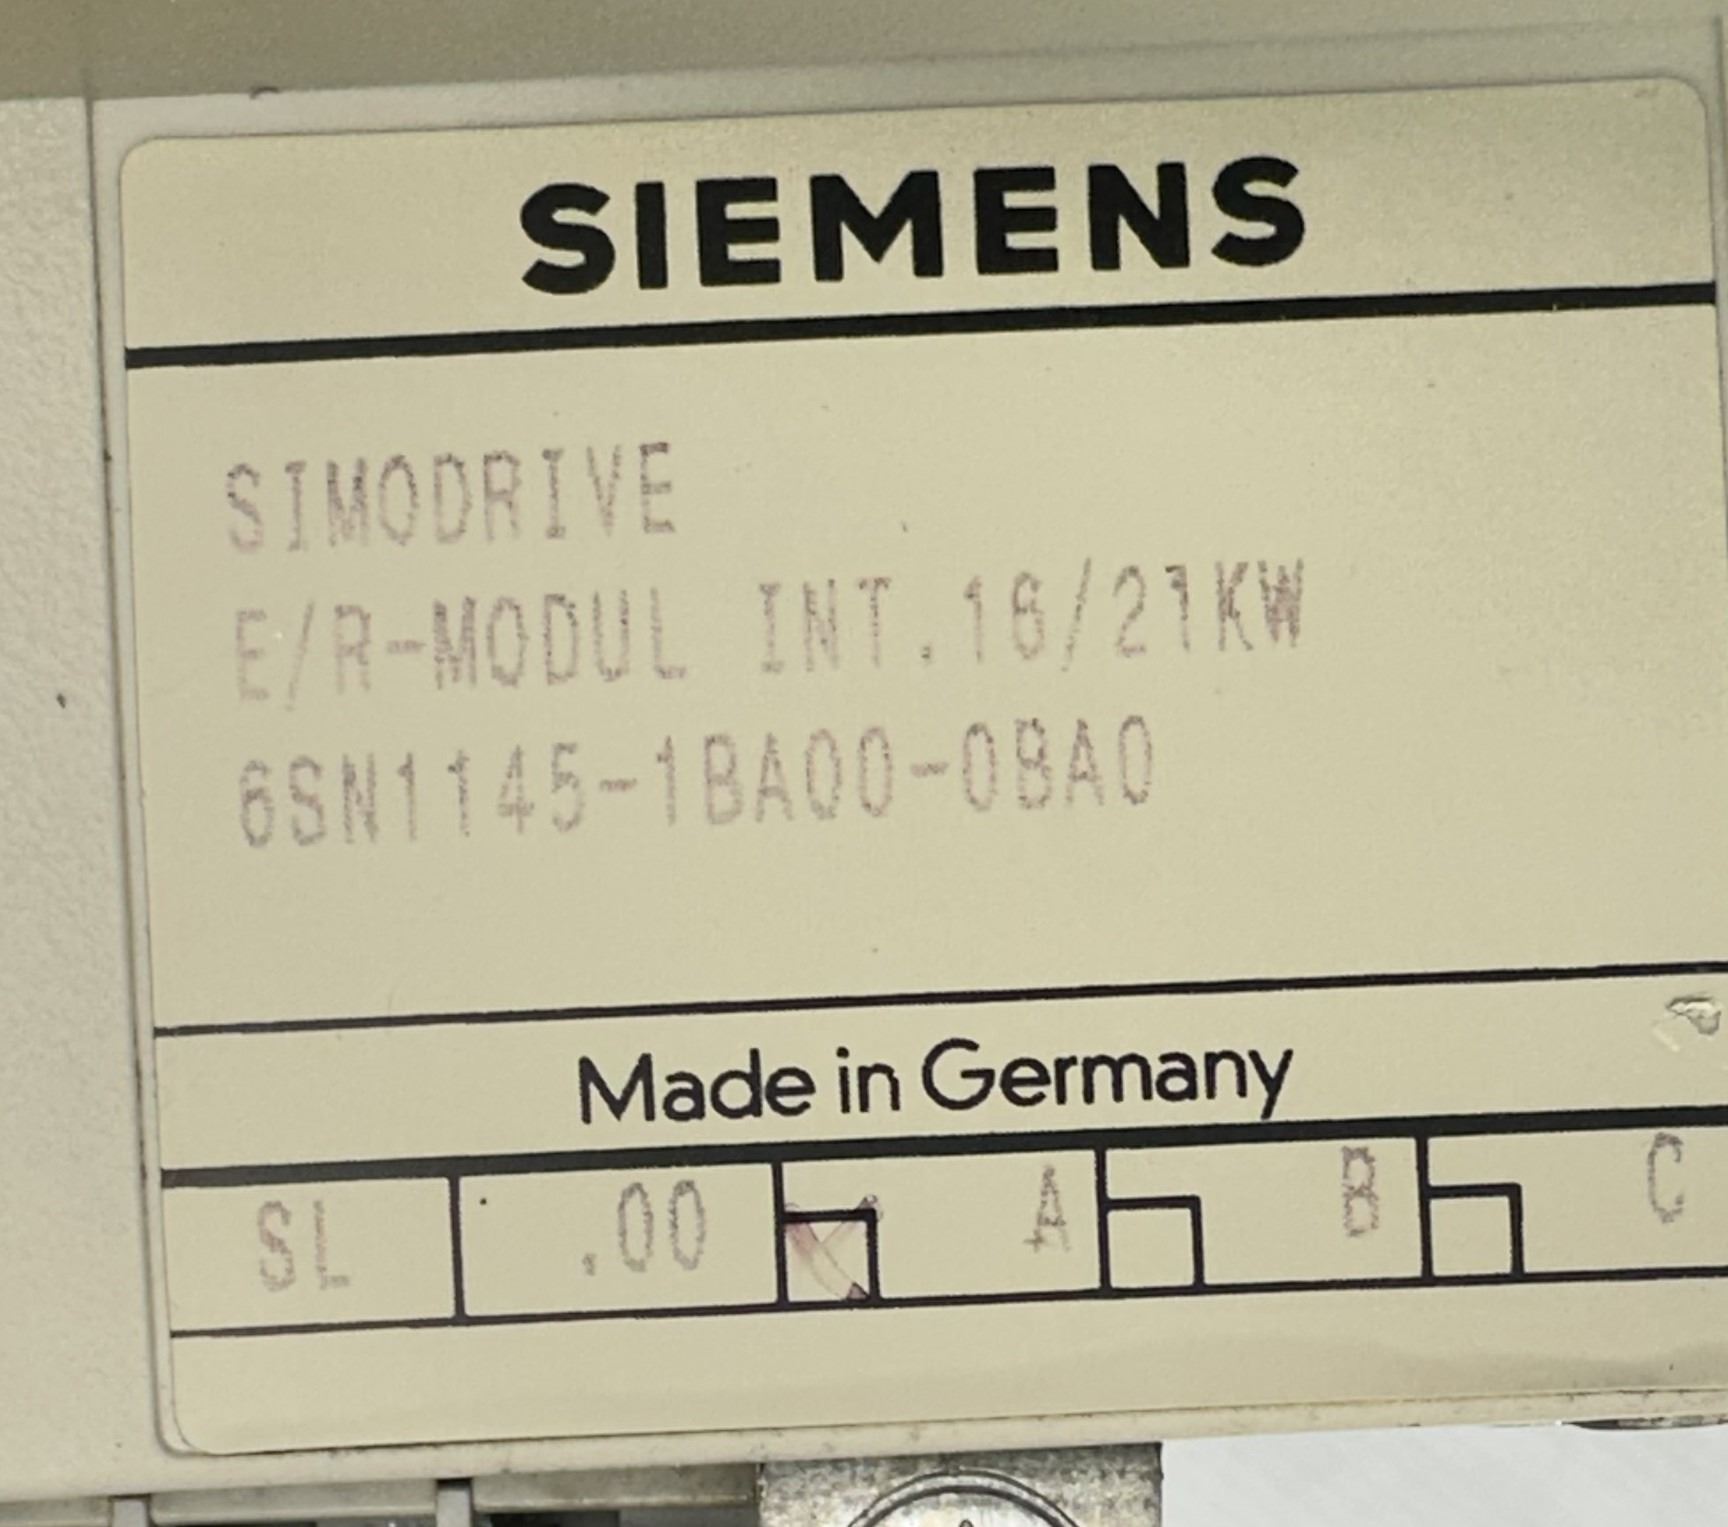 SIEMENS
SIMODRIVE
E/R-MODUL INT.16/21KW
6SN1145-1BA00-0BA0
Made in Germany
SL .00 A B C